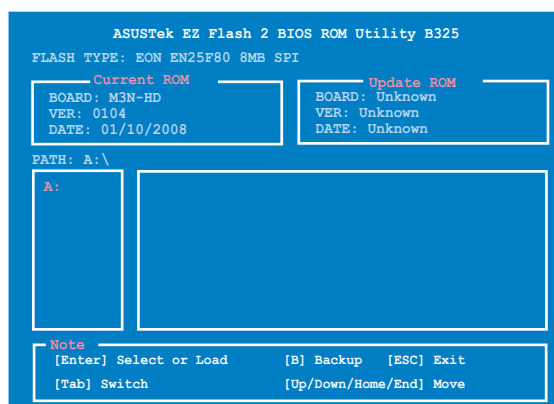 ASUSTek EZ Flash 2 BIOS ROM Utility B325
FLASH TYPE: EON EN25F80 8MB SPI
Current ROM
BOARD: M3N-HD
VER: 0104
DATE: 01/10/2008
Update ROM
BOARD: Unknown
VER: Unknown
DATE: Unknown
PATH: A:\
A:
Note
[Enter] Select or Load [B] Backup [ESC] Exit
[Tab] Switch [Up/Down/Home/End] Move